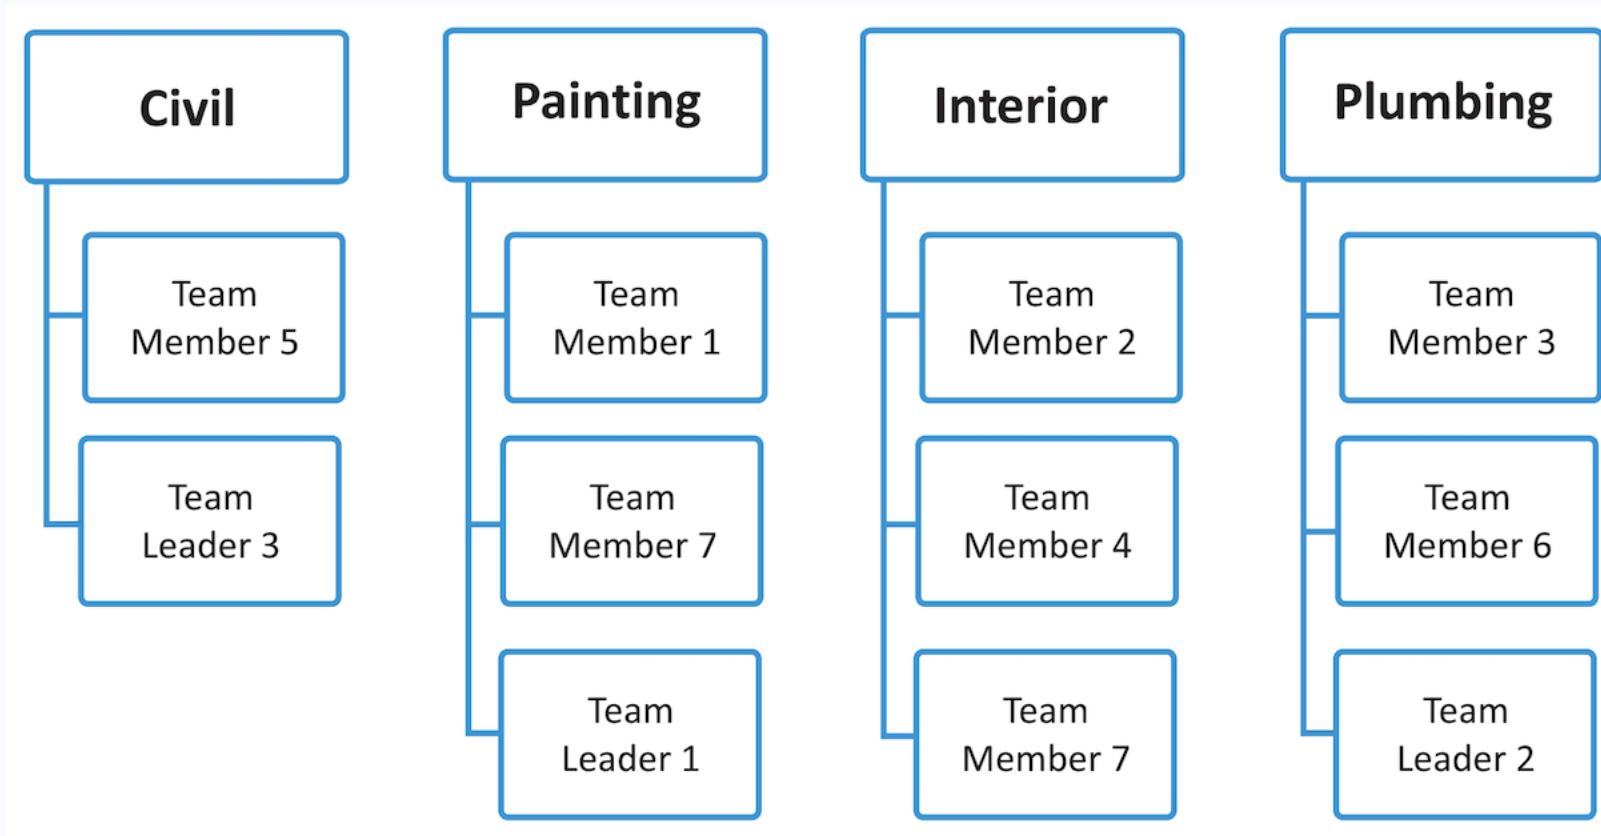 Civil
Team
Member 5
Team
Leader 3
Painting
Team
Member 1
Team
Member 7
Team
Leader 1
Interior
Team
Member 2
Team
Member 4
Team
Member 7
Plumbing
Team
Member 3
Team
Member 6
Team
Leader 2